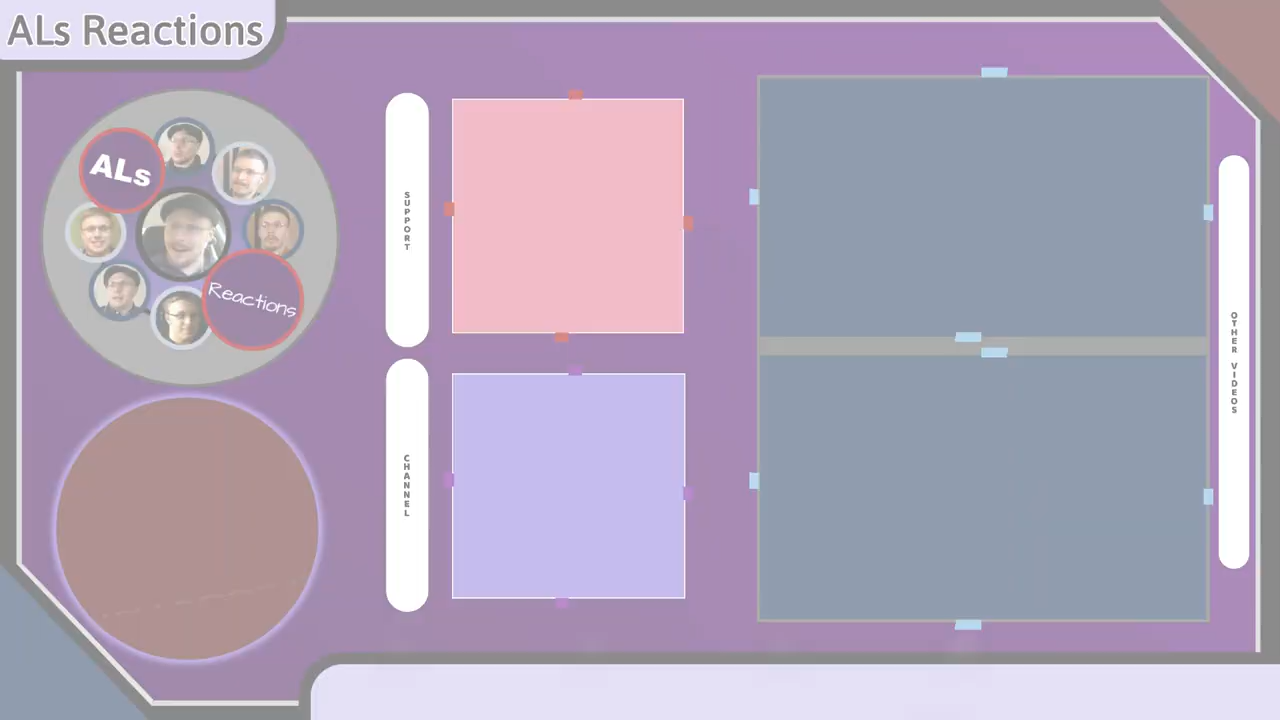 ALs Reactions
ALs
Reactions
SUPPORT
CHANNEL
OTHER VIDEOS